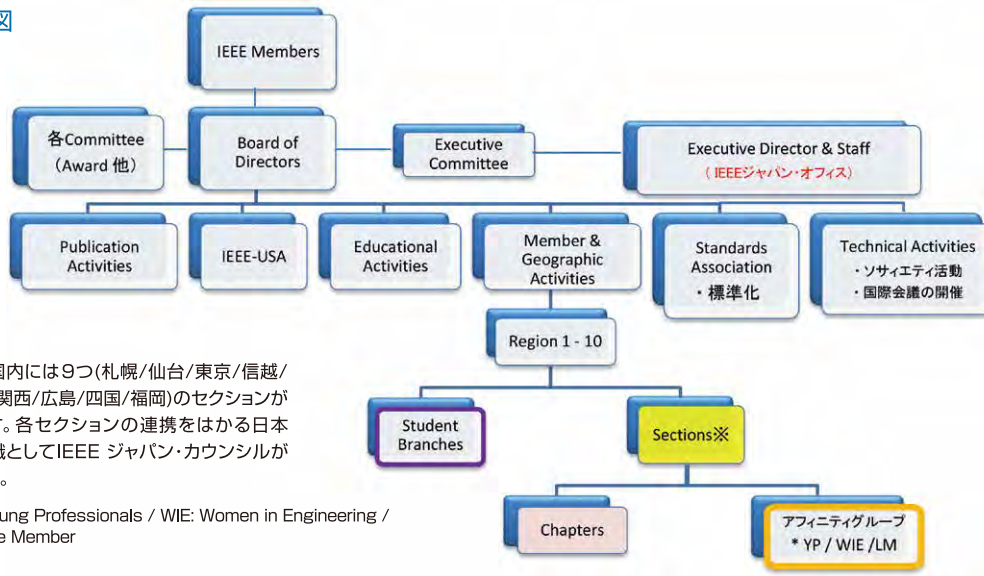 図
IEEE Members
各Committee
（Award 他）
Board of
Directors
Executive
Committee
Executive Director & Staff
（ IEEEジャパン・オフィス）
Publication
Activities
IEEE-USA
Educational
Activities
Member &
Geographic
Activities
Standards
Association
・標準化
Technical Activities
・ソサィエティ活動
・国際会議の開催
Region 1 - 10
Student
Branches
Sections※
Chapters
アフィニティグループ
* YP / WIE /LM
国内には９つ(札幌/仙台/東京/信越/
関西/広島/四国/福岡)のセクションが
。各セクションの連携をはかる日本
としてIEEE ジャパン・カウンシルが
。
ung Professionals / WIE: Women in Engineering /
e Member